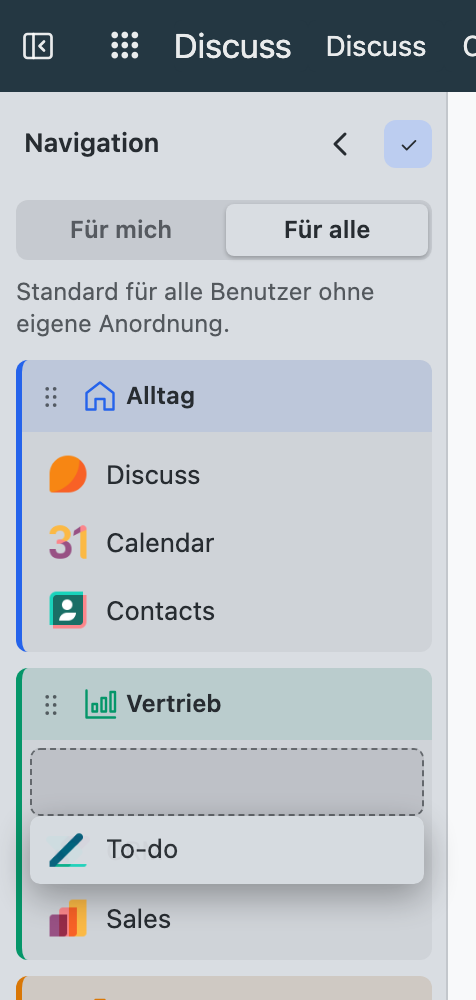 Discuss Discuss
Navigation
Für mich Für alle
Standard für alle Benutzer ohne
eigene Anordnung.
Alltag
Discuss
31 Calendar
Contacts
Vertrieb
To-do
Sales